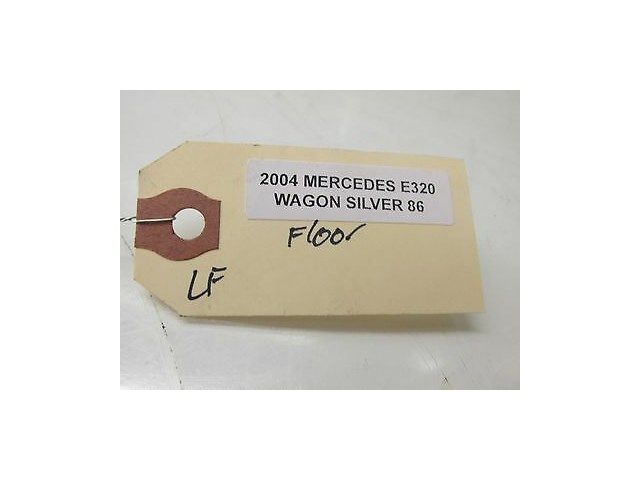 2004 MERCEDES E320
WAGON SILVER 86
Floor
LF